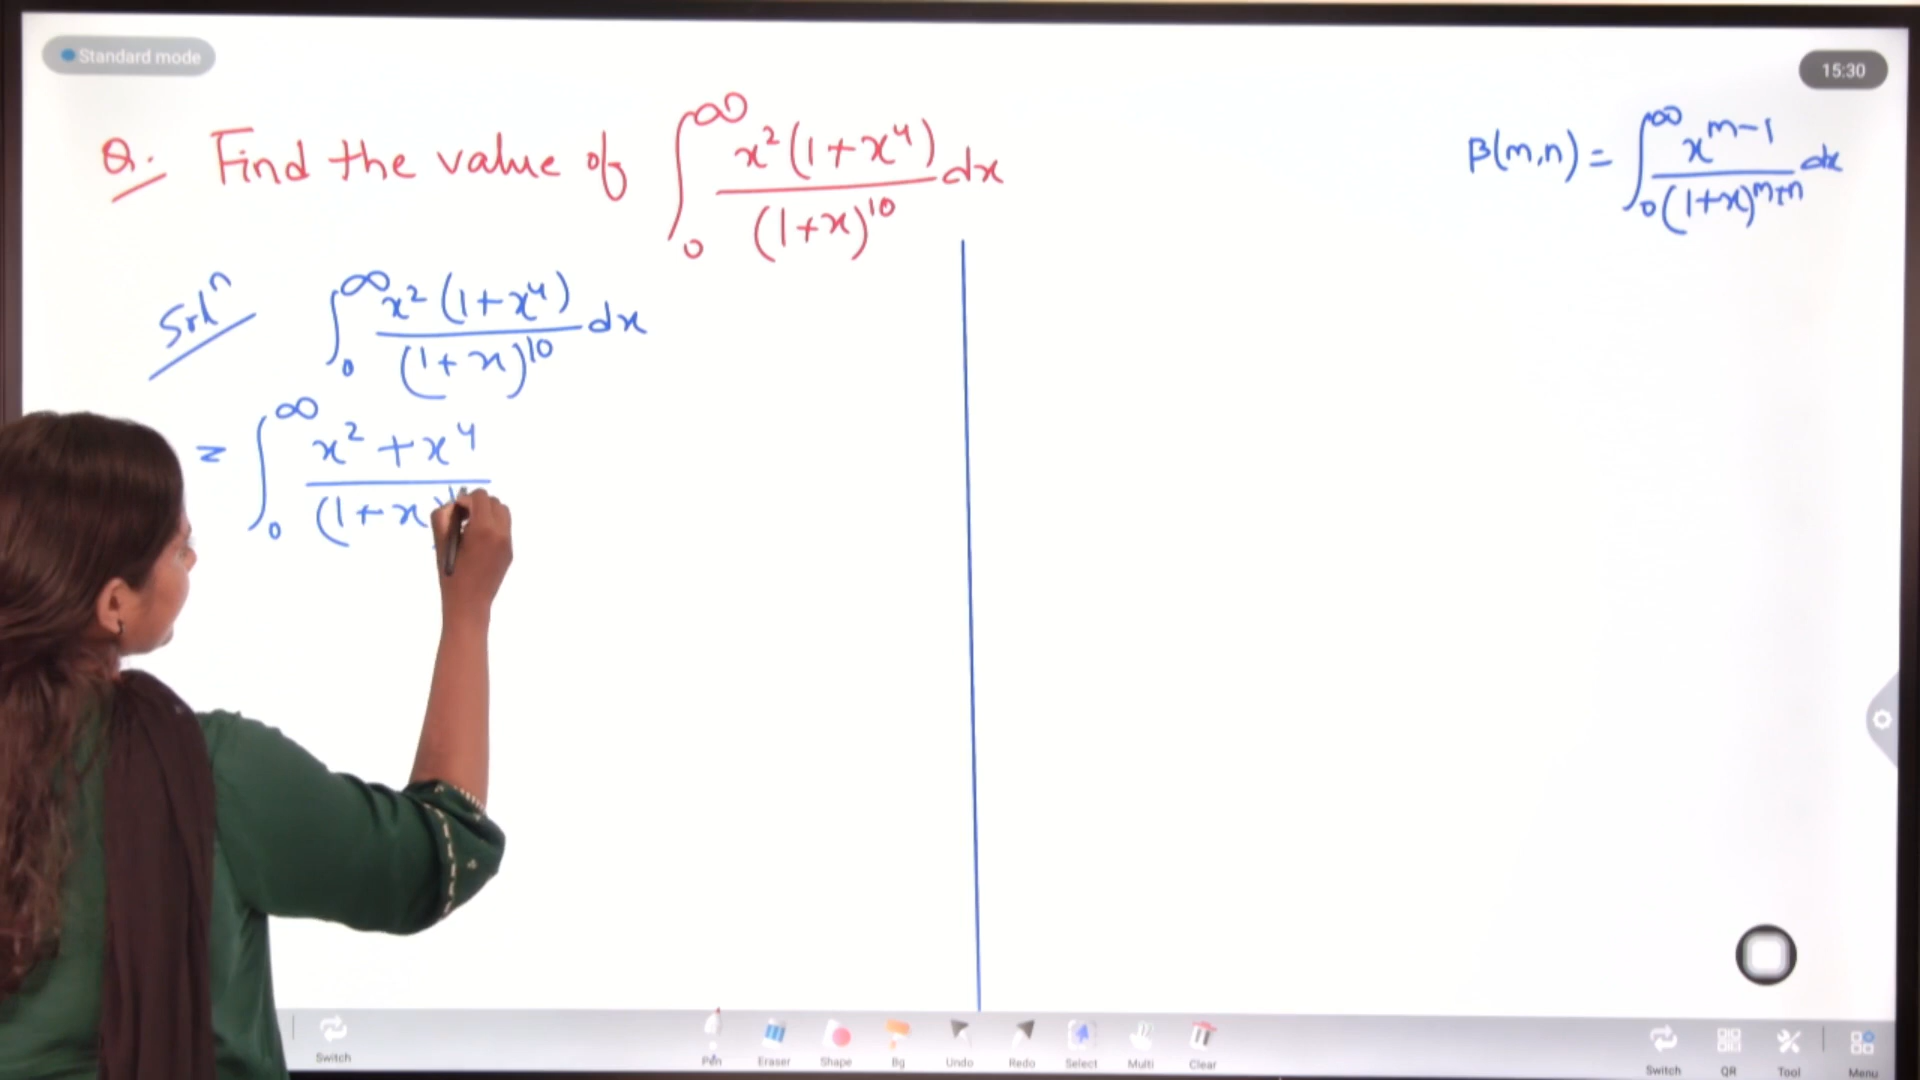 Standard mode
15:30
Q. Find the value of ∫₀^∞ x²(1+x⁴)/(1+x)¹⁰ dx
β(m,n) = ∫₀^∞ x^(m-1)/(1+x)^(m+n) dx
Solⁿ ∫₀^∞ x²(1+x⁴)/(1+x)¹⁰ dx
= ∫₀^∞ x²+x⁴/(1+x)
Switch Pen Eraser Shape Bg Undo Redo Select Multi Clear Switch QR Tool Menu